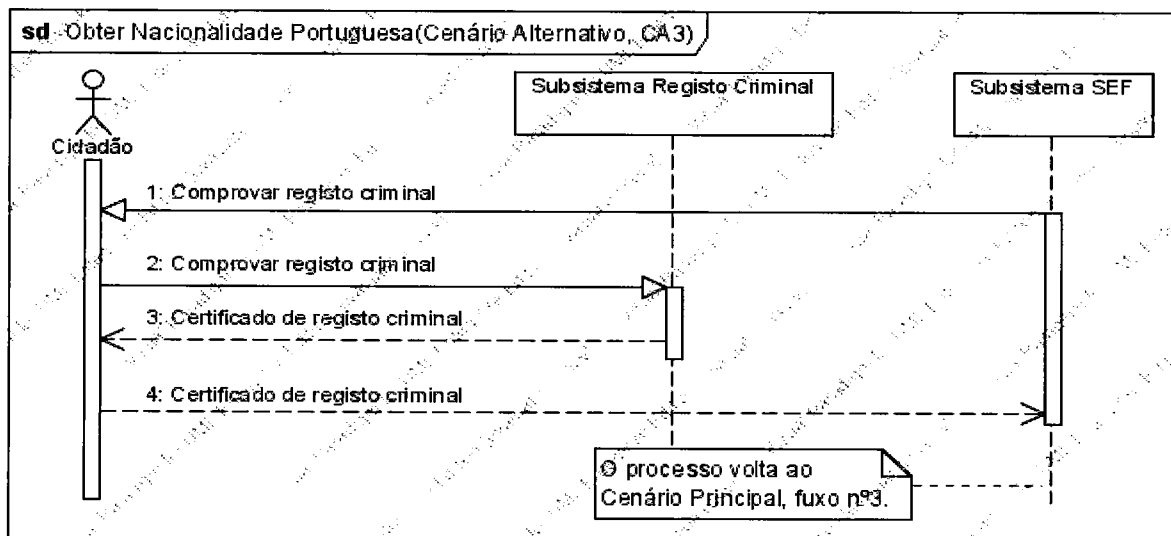 sd Obter Nacionalidade Portuguesa(Cenário Alternativo, CA3)
Subsistema Registo Criminal
Subsistema SEF
Cidadão
1: Comprovar registo criminal
2: Comprovar registo criminal
3: Certificado de registo criminal
4: Certificado de registo criminal
O processo volta ao
Cenário Principal, fuxo nº3.